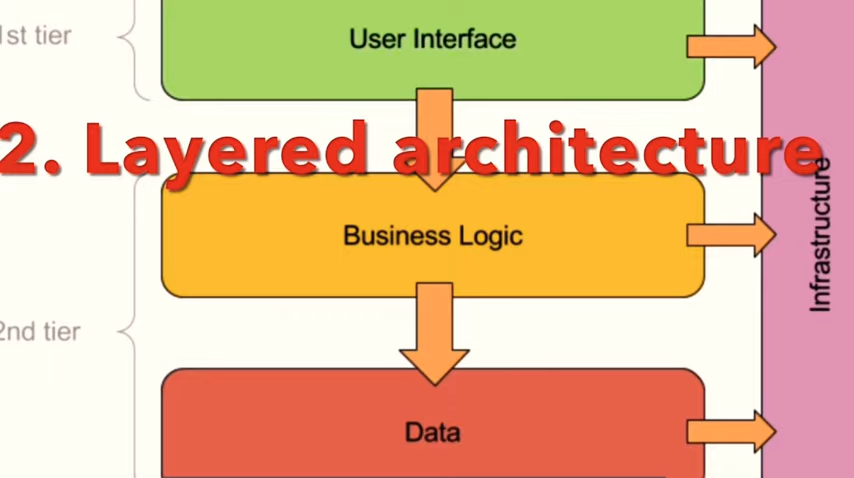 1st tier
User Interface
2. Layered architecture
Business Logic
Infrastructure
2nd tier
Data